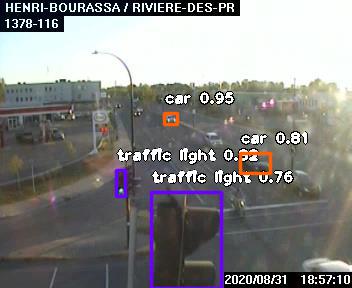 HENRI-BOURASSA / RIVIERE-DES-PR
1378-116
car 0.95
car 0.81
traffic light 0.92
traffic light 0.76
2020/08/31 18:57:10